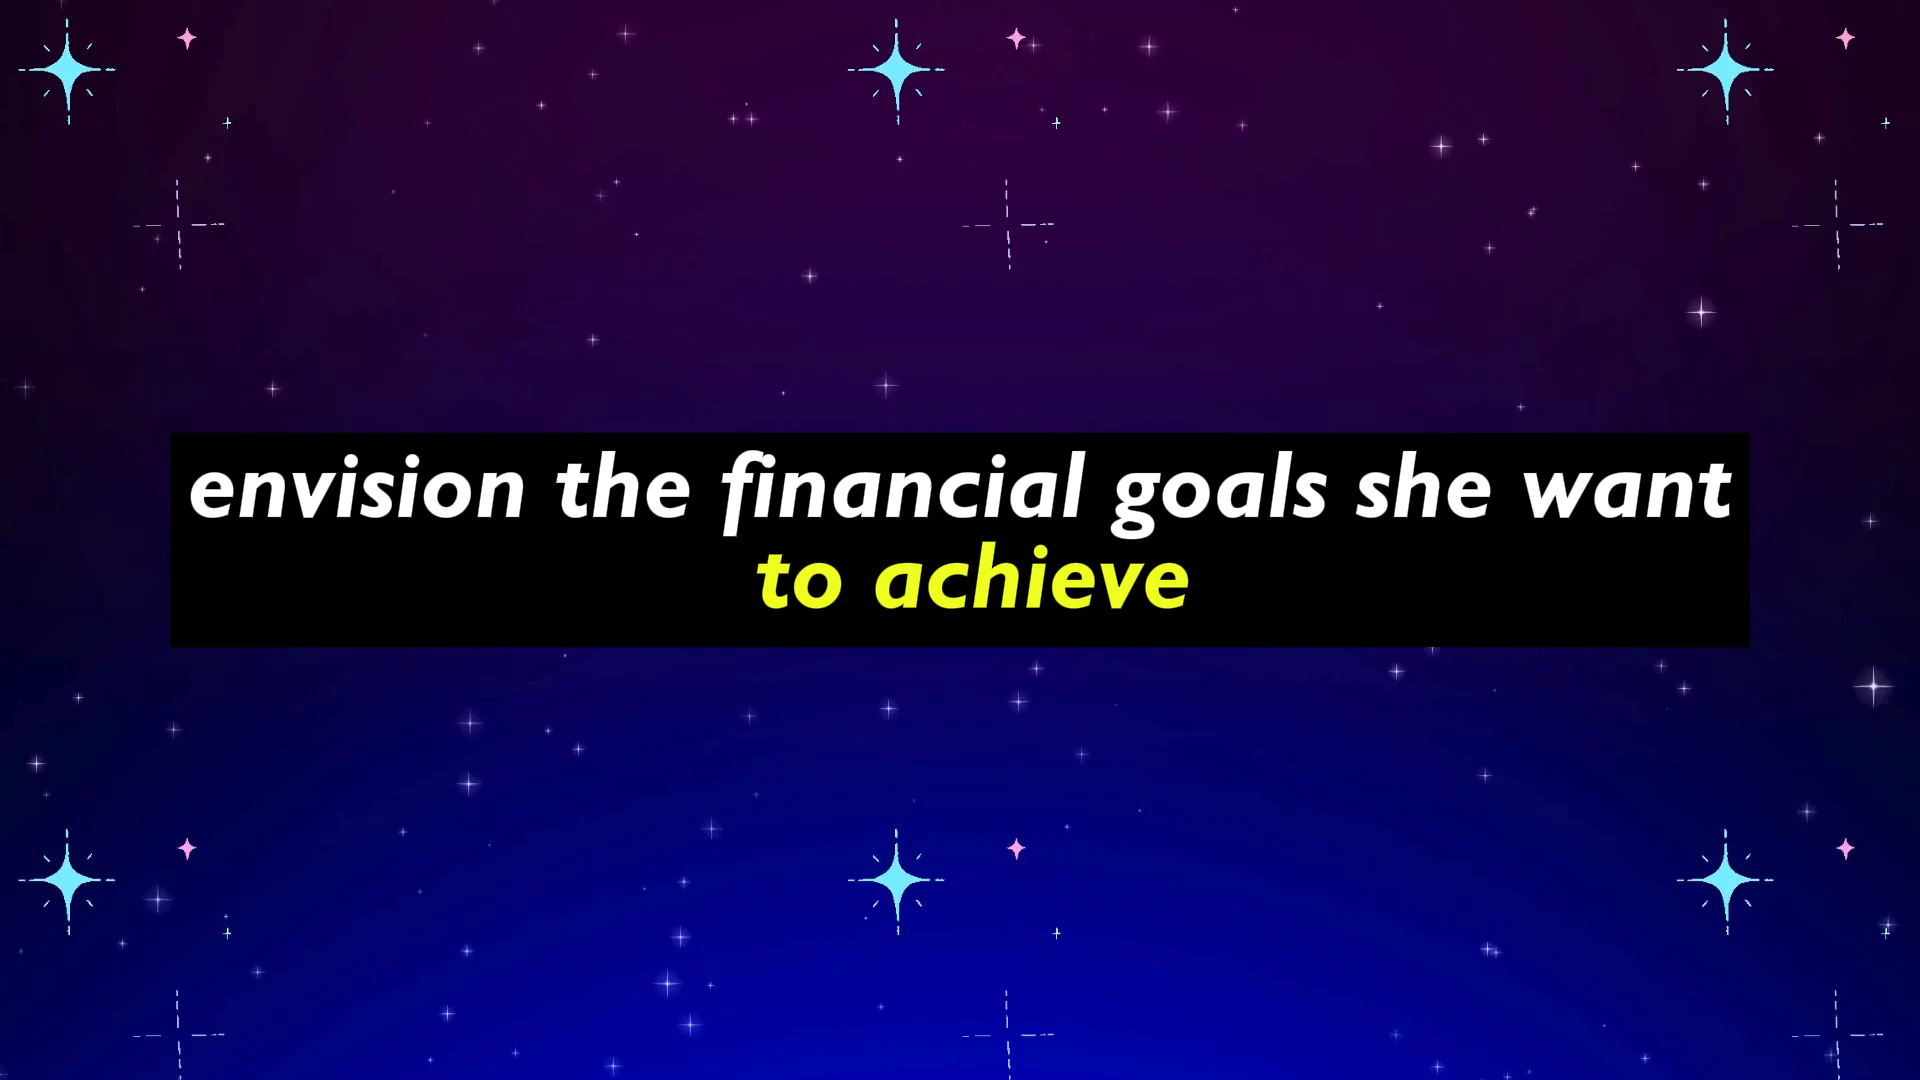 envision the financial goals she want
to achieve